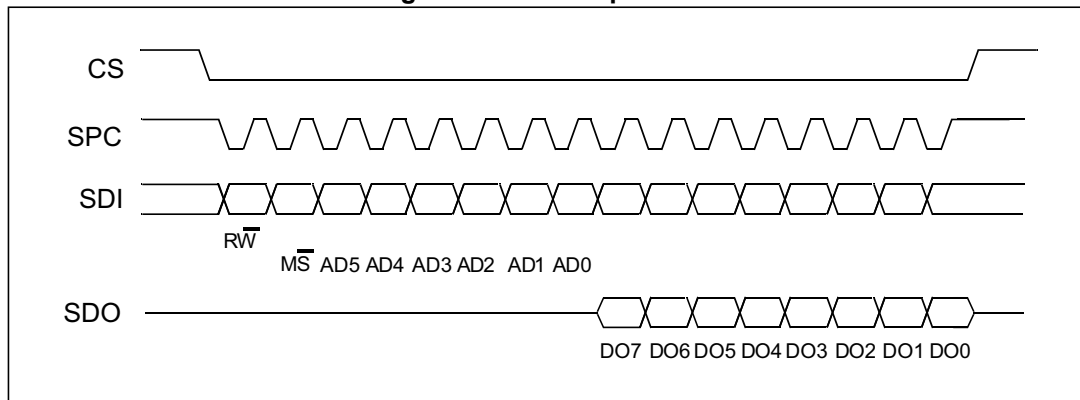 CS
SPC
SDI
RW̅
MS̅ AD5 AD4 AD3 AD2 AD1 AD0
SDO
DO7 DO6 DO5 DO4 DO3 DO2 DO1 DO0